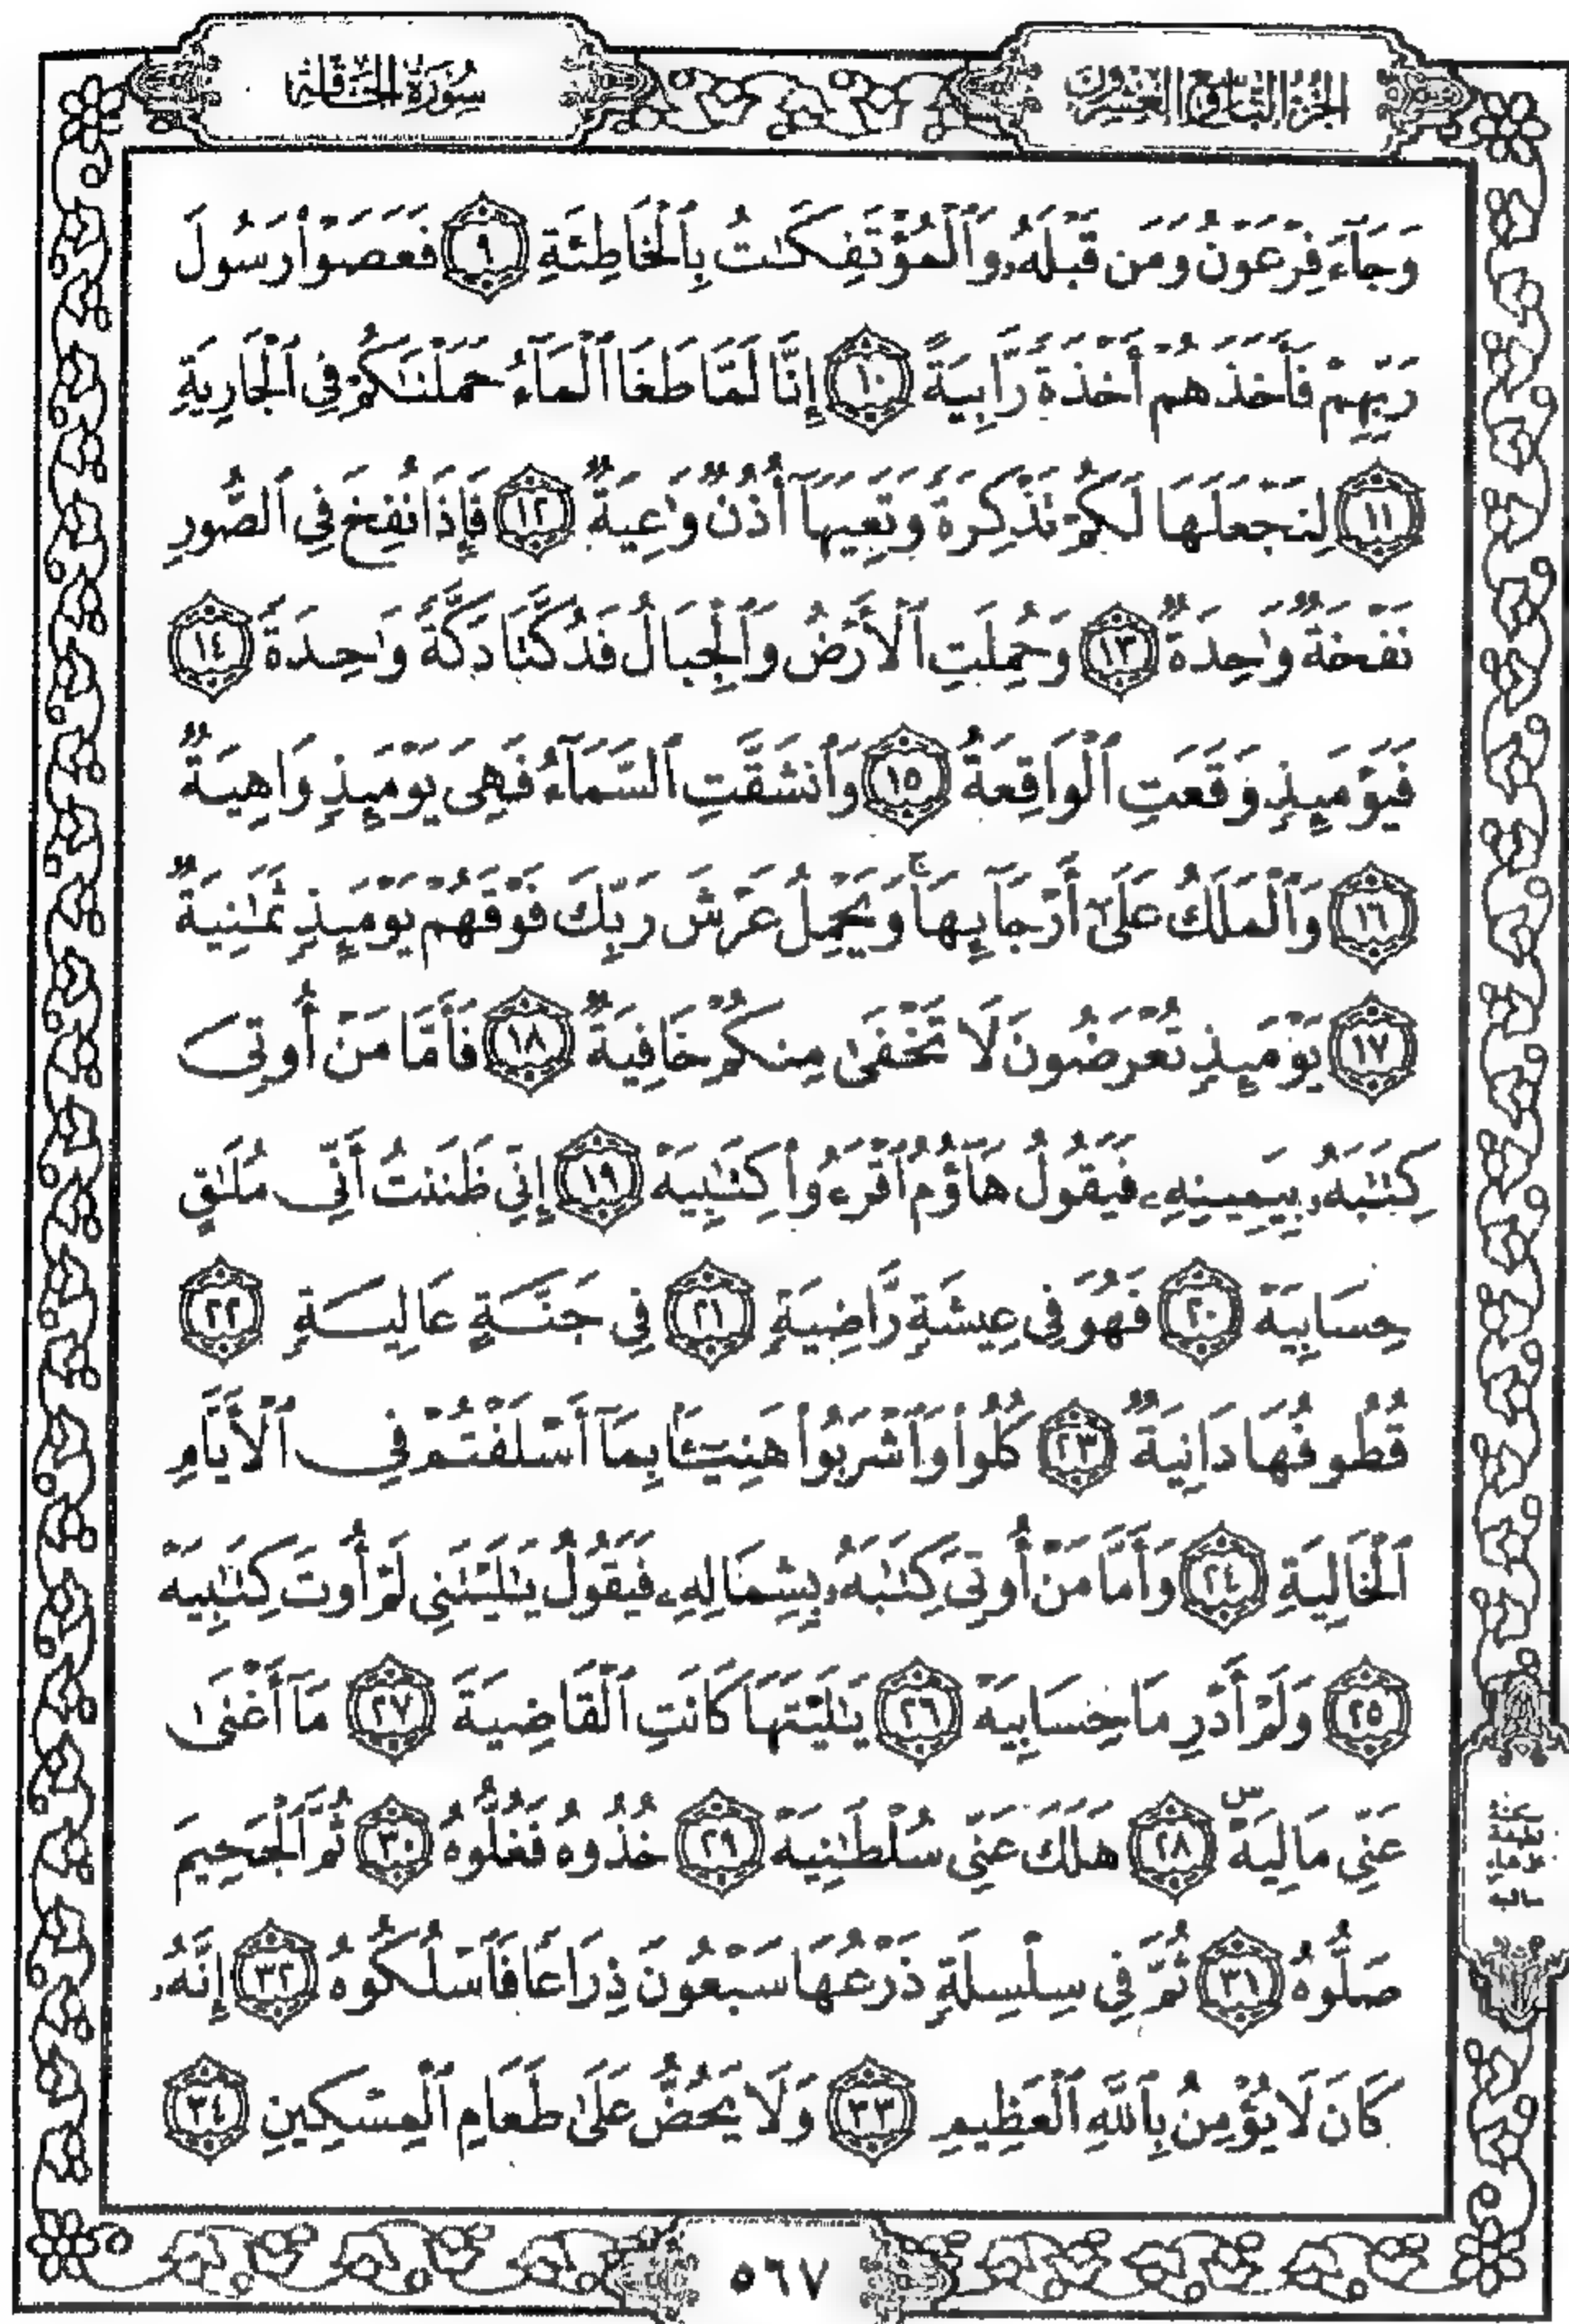 الجزء التاسع والعشرون
سورة الحاقة
وَجَآءَ فِرْعَوْنُ وَمَن قَبْلَهُۥ وَٱلْمُؤْتَفِكَٰتُ بِٱلْخَاطِئَةِ ٩ فَعَصَوْا۟ رَسُولَ
رَبِّهِمْ فَأَخَذَهُمْ أَخْذَةً رَّابِيَةً ١٠ إِنَّا لَمَّا طَغَا ٱلْمَآءُ حَمَلْنَٰكُمْ فِى ٱلْجَارِيَةِ
١١ لِنَجْعَلَهَا لَكُمْ تَذْكِرَةً وَتَعِيَهَآ أُذُنٌ وَٰعِيَةٌ ١٢ فَإِذَا نُفِخَ فِى ٱلصُّورِ
نَفْخَةٌ وَٰحِدَةٌ ١٣ وَحُمِلَتِ ٱلْأَرْضُ وَٱلْجِبَالُ فَدُكَّتَا دَكَّةً وَٰحِدَةً ١٤
فَيَوْمَئِذٍ وَقَعَتِ ٱلْوَاقِعَةُ ١٥ وَٱنشَقَّتِ ٱلسَّمَآءُ فَهِىَ يَوْمَئِذٍ وَاهِيَةٌ
١٦ وَٱلْمَلَكُ عَلَىٰٓ أَرْجَآئِهَا ۚ وَيَحْمِلُ عَرْشَ رَبِّكَ فَوْقَهُمْ يَوْمَئِذٍ ثَمَٰنِيَةٌ
١٧ يَوْمَئِذٍ تُعْرَضُونَ لَا تَخْفَىٰ مِنكُمْ خَافِيَةٌ ١٨ فَأَمَّا مَنْ أُوتِىَ
كِتَٰبَهُۥ بِيَمِينِهِۦ فَيَقُولُ هَآؤُمُ ٱقْرَءُوا۟ كِتَٰبِيَهْ ١٩ إِنِّى ظَنَنتُ أَنِّى مُلَٰقٍ
حِسَابِيَهْ ٢٠ فَهُوَ فِى عِيشَةٍ رَّاضِيَةٍ ٢١ فِى جَنَّةٍ عَالِيَةٍ ٢٢
قُطُوفُهَا دَانِيَةٌ ٢٣ كُلُوا۟ وَٱشْرَبُوا۟ هَنِيٓـًٔۢا بِمَآ أَسْلَفْتُمْ فِى ٱلْأَيَّامِ
ٱلْخَالِيَةِ ٢٤ وَأَمَّا مَنْ أُوتِىَ كِتَٰبَهُۥ بِشِمَالِهِۦ فَيَقُولُ يَٰلَيْتَنِى لَمْ أُوتَ كِتَٰبِيَهْ
٢٥ وَلَمْ أَدْرِ مَا حِسَابِيَهْ ٢٦ يَٰلَيْتَهَا كَانَتِ ٱلْقَاضِيَةَ ٢٧ مَآ أَغْنَىٰ
عَنِّى مَالِيَهْ ۜ ٢٨ هَلَكَ عَنِّى سُلْطَٰنِيَهْ ٢٩ خُذُوهُ فَغُلُّوهُ ٣٠ ثُمَّ ٱلْجَحِيمَ
صَلُّوهُ ٣١ ثُمَّ فِى سِلْسِلَةٍ ذَرْعُهَا سَبْعُونَ ذِرَاعًا فَٱسْلُكُوهُ ٣٢ إِنَّهُۥ
كَانَ لَا يُؤْمِنُ بِٱللَّهِ ٱلْعَظِيمِ ٣٣ وَلَا يَحُضُّ عَلَىٰ طَعَامِ ٱلْمِسْكِينِ ٣٤
٥٦٧